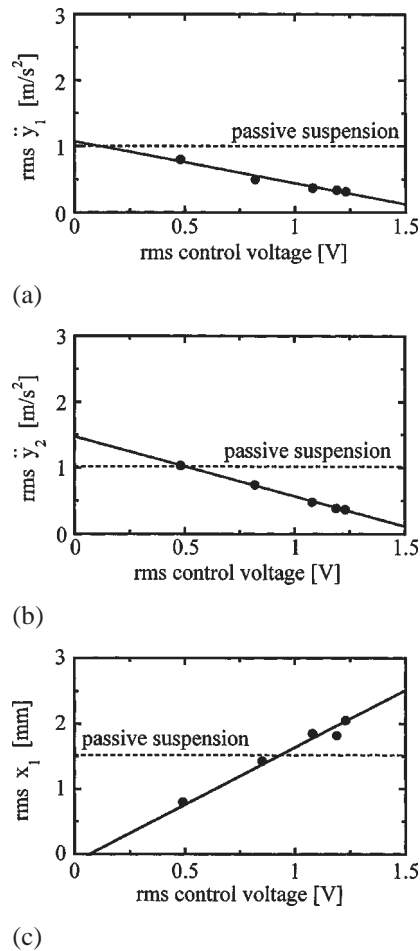 3
2
1
0
rms ÿ₁ [m/s²]
passive suspension
0 0.5 1 1.5
rms control voltage [V]
(a)
3
2
1
0
rms ÿ₂ [m/s²]
passive suspension
0 0.5 1 1.5
rms control voltage [V]
(b)
3
2
1
0
rms x₁ [mm]
passive suspension
0 0.5 1 1.5
rms control voltage [V]
(c)